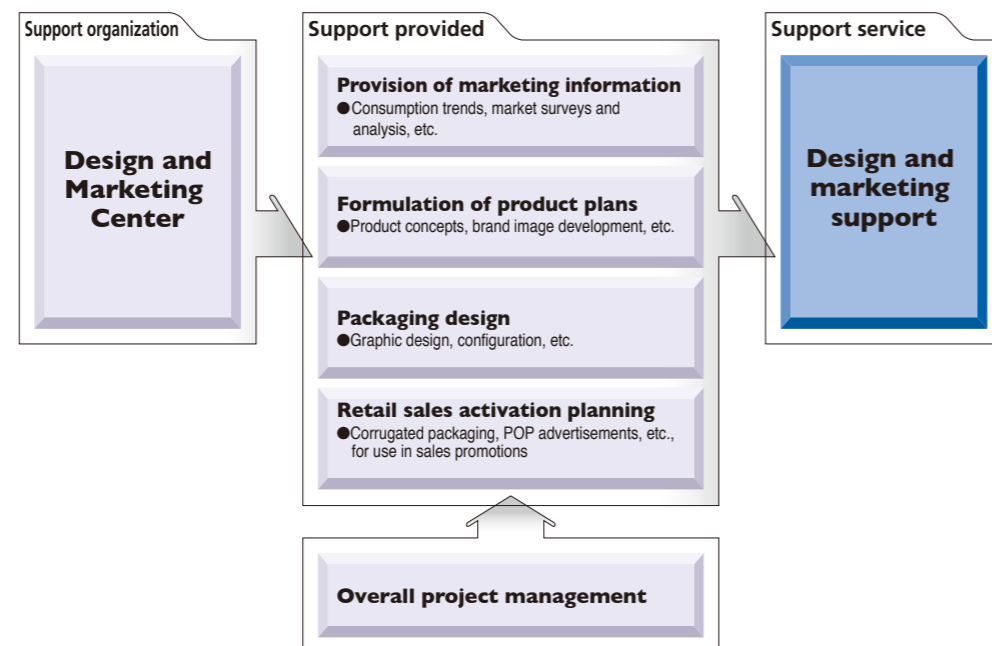 Support organization
Design and
Marketing
Center
Support provided
Provision of marketing information
●Consumption trends, market surveys and
analysis, etc.
Formulation of product plans
●Product concepts, brand image development, etc.
Packaging design
●Graphic design, configuration, etc.
Retail sales activation planning
●Corrugated packaging, POP advertisements, etc.,
for use in sales promotions
Support service
Design and
marketing
support
Overall project management